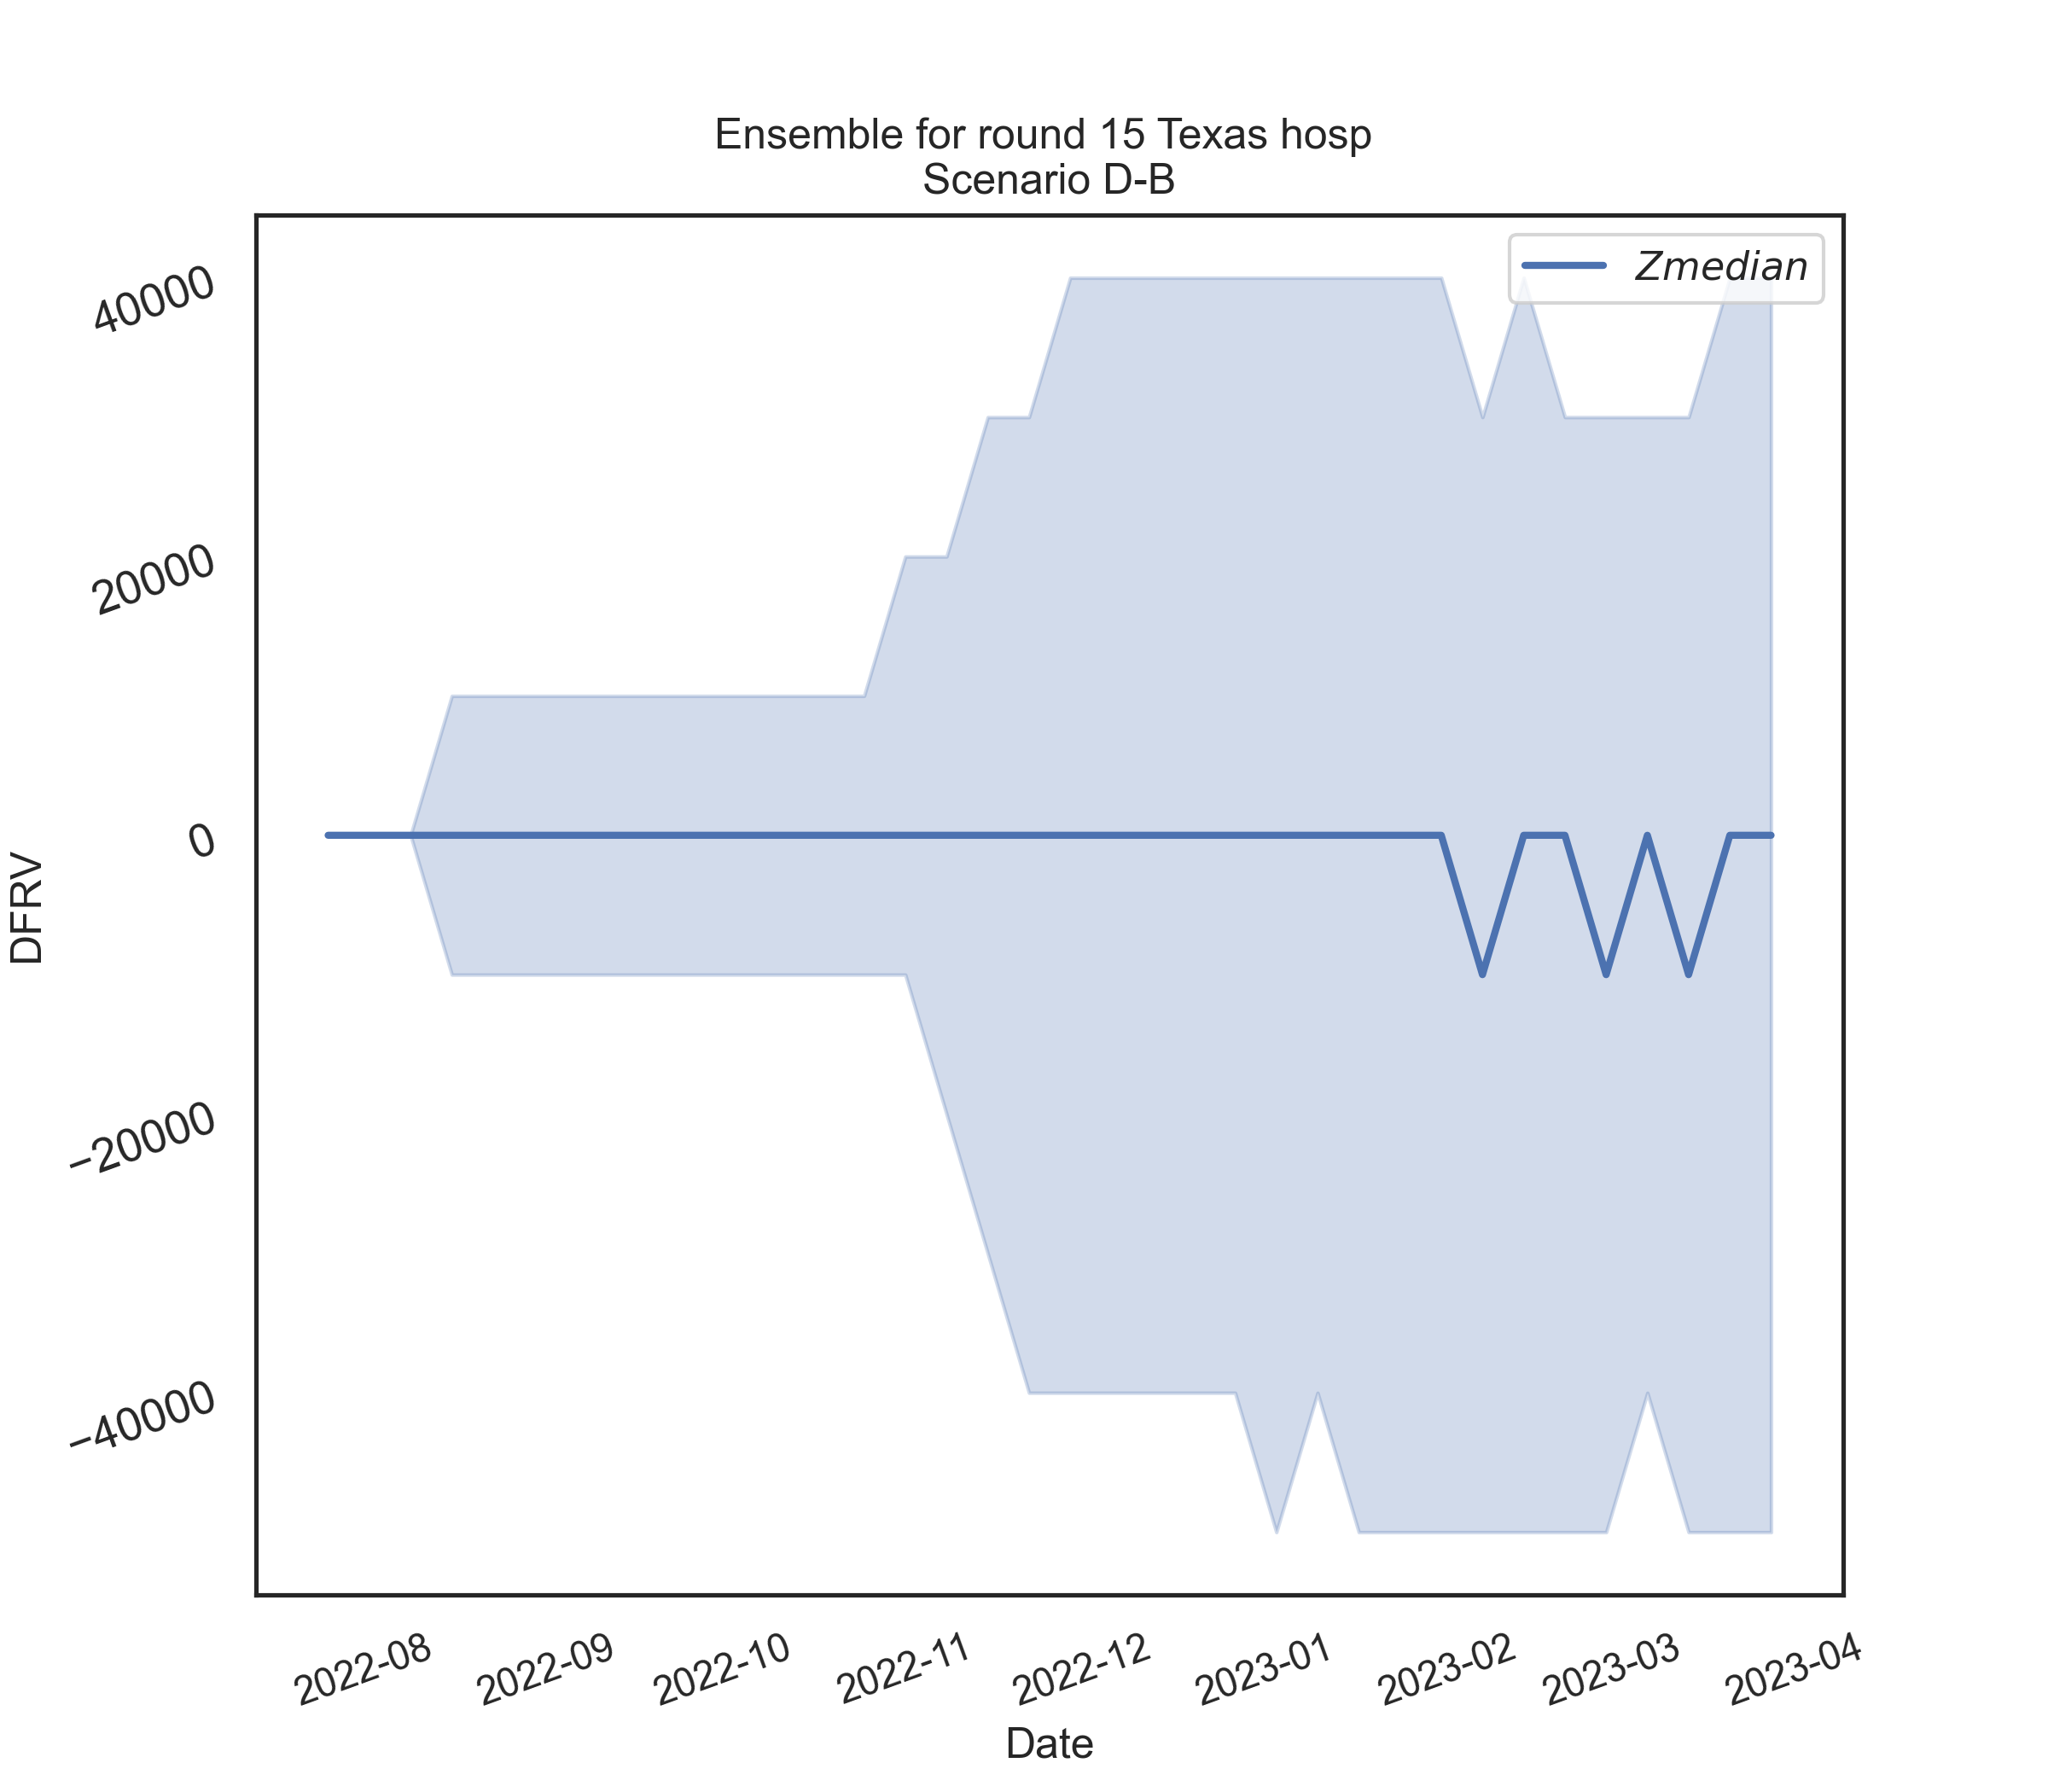 Ensemble for round 15 Texas hosp
Scenario D-B
Zmedian
40000
20000
0
−20000
−40000
DFRV
2022-08
2022-09
2022-10
2022-11
2022-12
2023-01
2023-02
2023-03
2023-04
Date